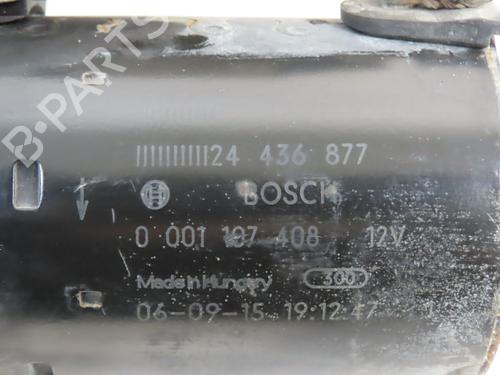 B-PARTS
||||||||||24 436 877
BOSCH
0 001 107 408 12V
Made in Hungary 300
06-09-15 19:12:47